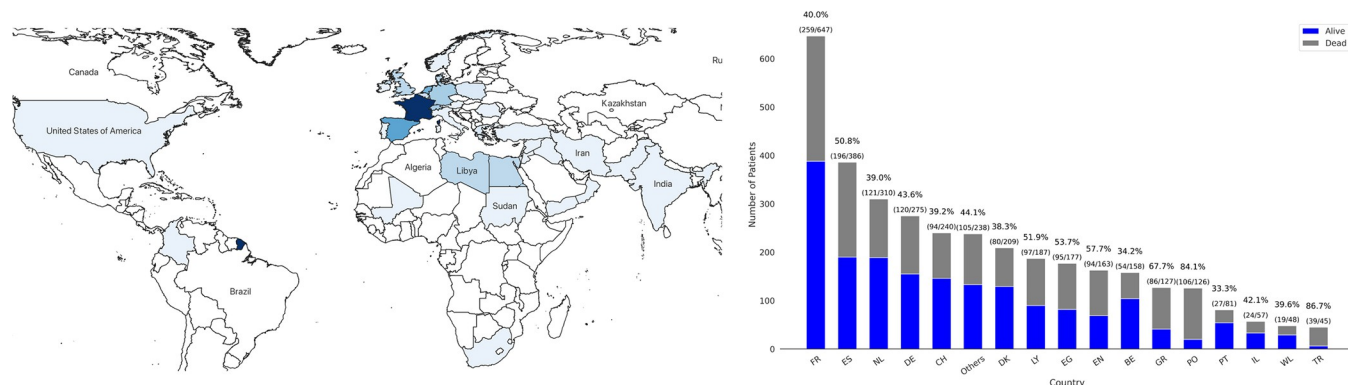 Canada
Ru
Kazakhstan
United States of America
Algeria
Libya
Iran
India
Sudan
Brazil
Alive
Dead
Number of Patients
600
500
400
300
200
100
0
40.0%
(259/647)
50.8%
(196/386)
39.0%
(121/310)
43.6%
(120/275)
39.2%
(94/240)
44.1%
(105/238)
38.3%
(80/209)
51.9%
(97/187)
53.7%
(95/177)
57.7%
(94/163)
34.2%
(54/158)
67.7%
(86/127)
84.1%
(106/126)
33.3%
(27/81)
42.1%
(24/57)
39.6%
(19/48)
86.7%
(39/45)
FR ES NL DE CH Others DK LY EG EN BE GR PO PT IL WL TR
Country